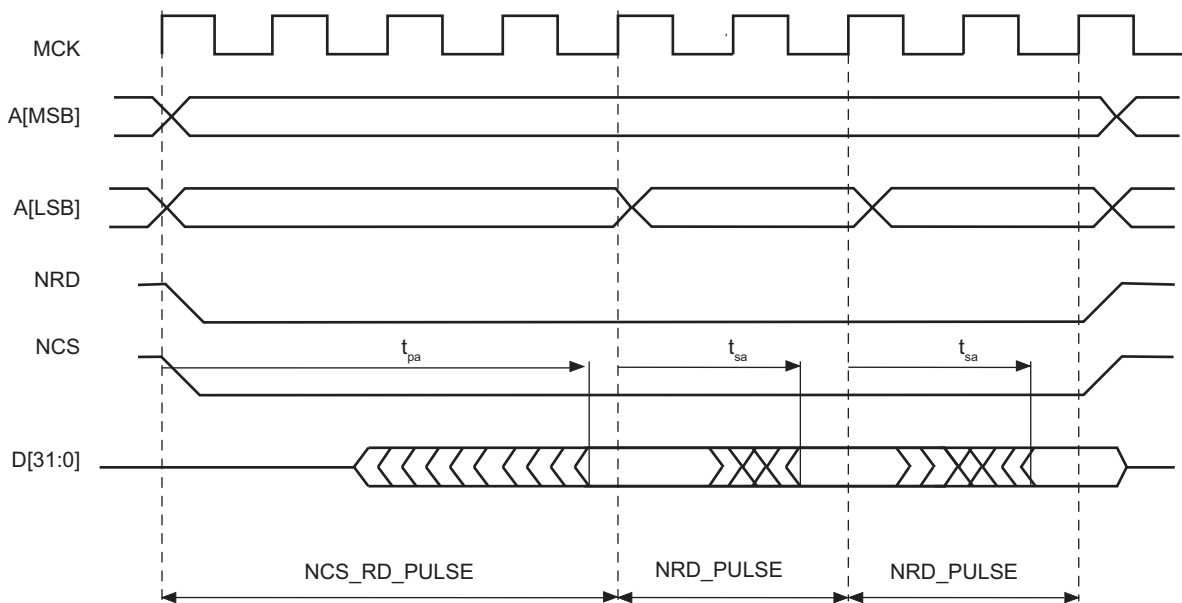 MCK
A[MSB]
A[LSB]
NRD
NCS
tpa
tsa
tsa
D[31:0]
NCS_RD_PULSE
NRD_PULSE
NRD_PULSE